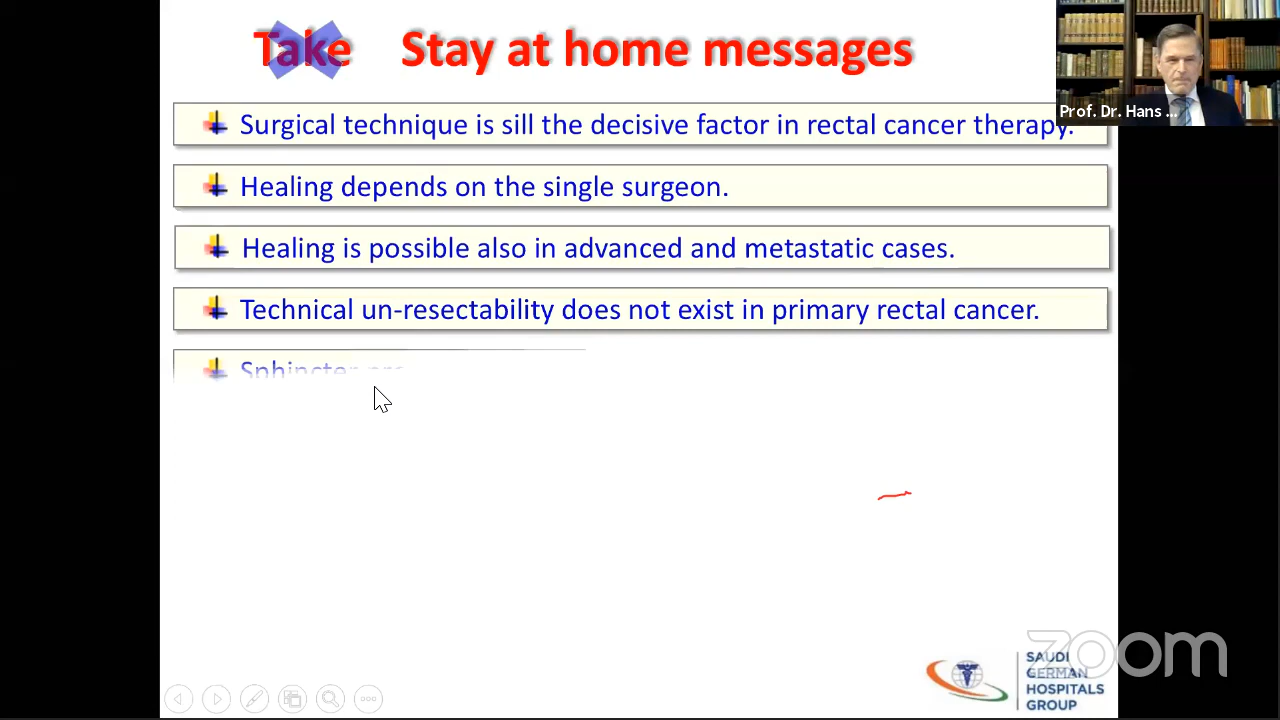 Take Stay at home messages
Surgical technique is sill the decisive factor in rectal cancer therapy.
Prof. Dr. Hans ...
Healing depends on the single surgeon.
Healing is possible also in advanced and metastatic cases.
Technical un-resectability does not exist in primary rectal cancer.
Sphincter
zoom
SAUDI
GERMAN
HOSPITALS
GROUP